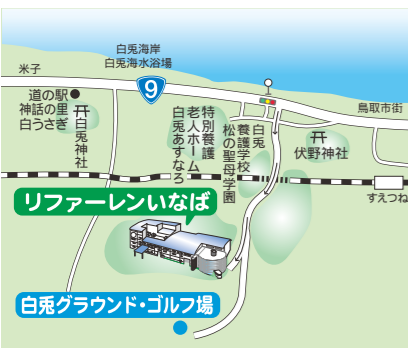 白兎海岸
白兎海水浴場
米子
9
道の駅
神話の里
白うさぎ
白兎神社
特別養護
老人ホーム
白兎あすなろ
白兎
養護学校
松の聖母学園
鳥取市街
伏野神社
すえつね
リファーレンいなば
白兎グラウンド・ゴルフ場